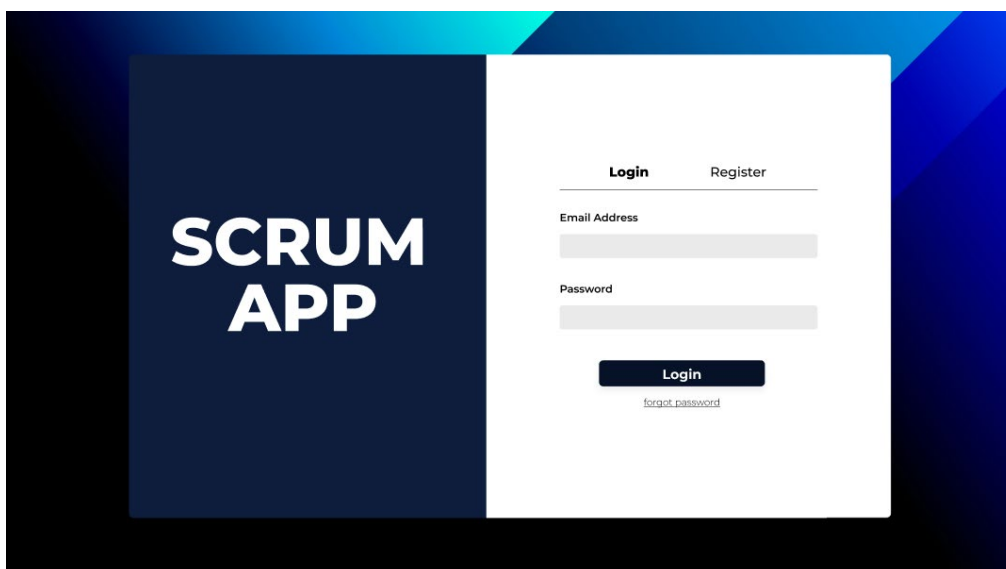 SCRUM
APP
Login Register
Email Address
Password
Login
forgot password